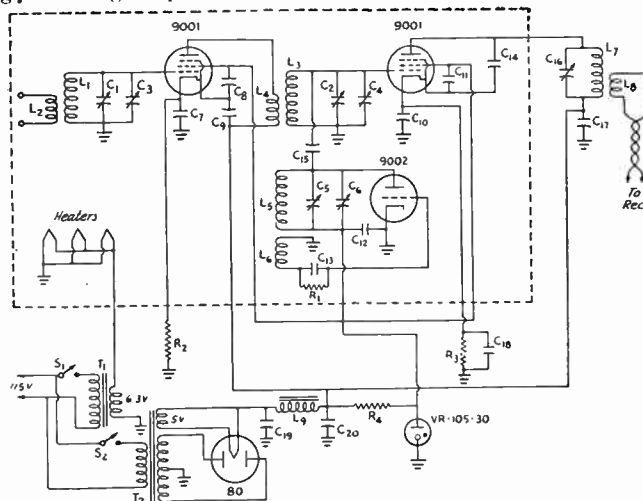 9001
9001
L7
L1
L3
C14
C16
C11
C8
L2
C1
C3
L4
C2
C4
L8
C7
C9
C10
C17
C15
9002
To
Rec
Heaters
L5
C5
C6
C12
L6
C13
R1
R2
R3
C18
S1
T1
115V
6.3V
5V
L9
R4
VR-105-30
C19
C20
S2
T2
80